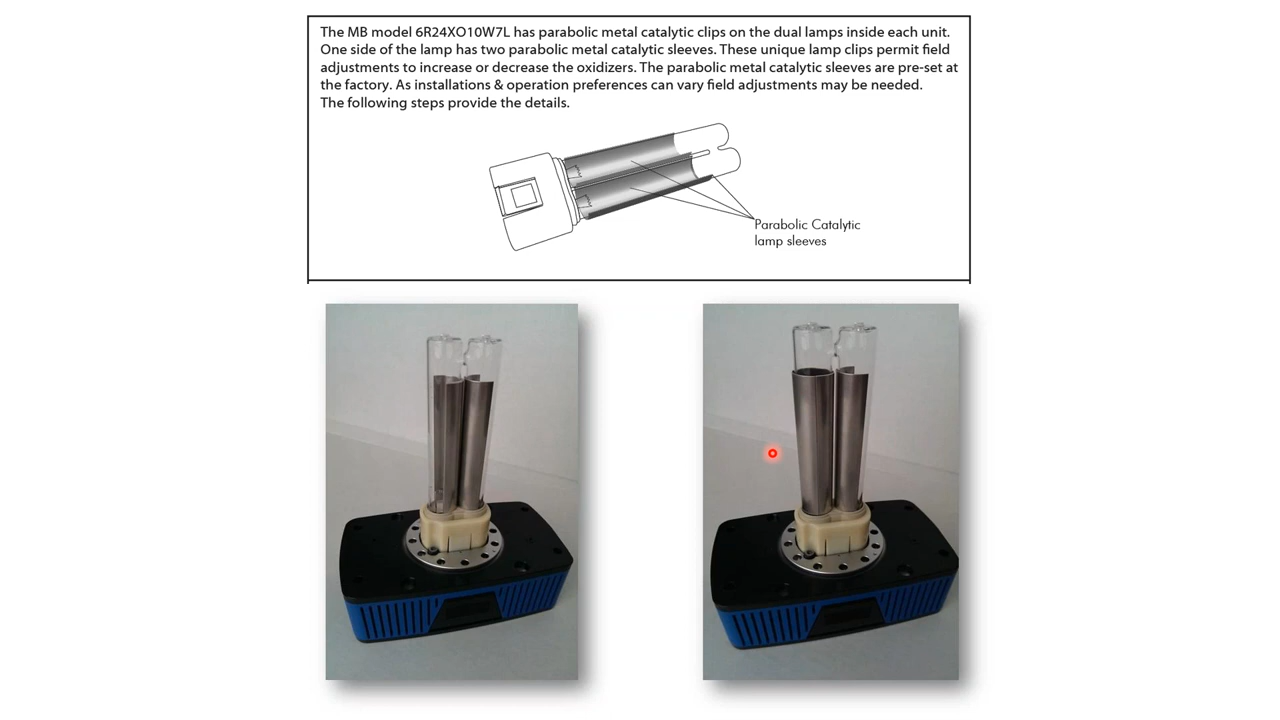 The MB model 6R24XO10W7L has parabolic metal catalytic clips on the dual lamps inside each unit.
One side of the lamp has two parabolic metal catalytic sleeves. These unique lamp clips permit field
adjustments to increase or decrease the oxidizers. The parabolic metal catalytic sleeves are pre-set at
the factory. As installations & operation preferences can vary field adjustments may be needed.
The following steps provide the details.
Parabolic Catalytic
lamp sleeves